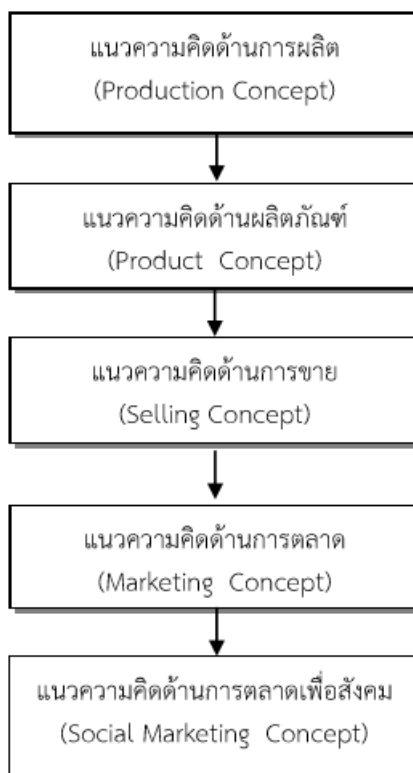 แนวความคิดด้านการผลิต
(Production Concept)
แนวความคิดด้านผลิตภัณฑ์
(Product Concept)
แนวความคิดด้านการขาย
(Selling Concept)
แนวความคิดด้านการตลาด
(Marketing Concept)
แนวความคิดด้านการตลาดเพื่อสังคม
(Social Marketing Concept)